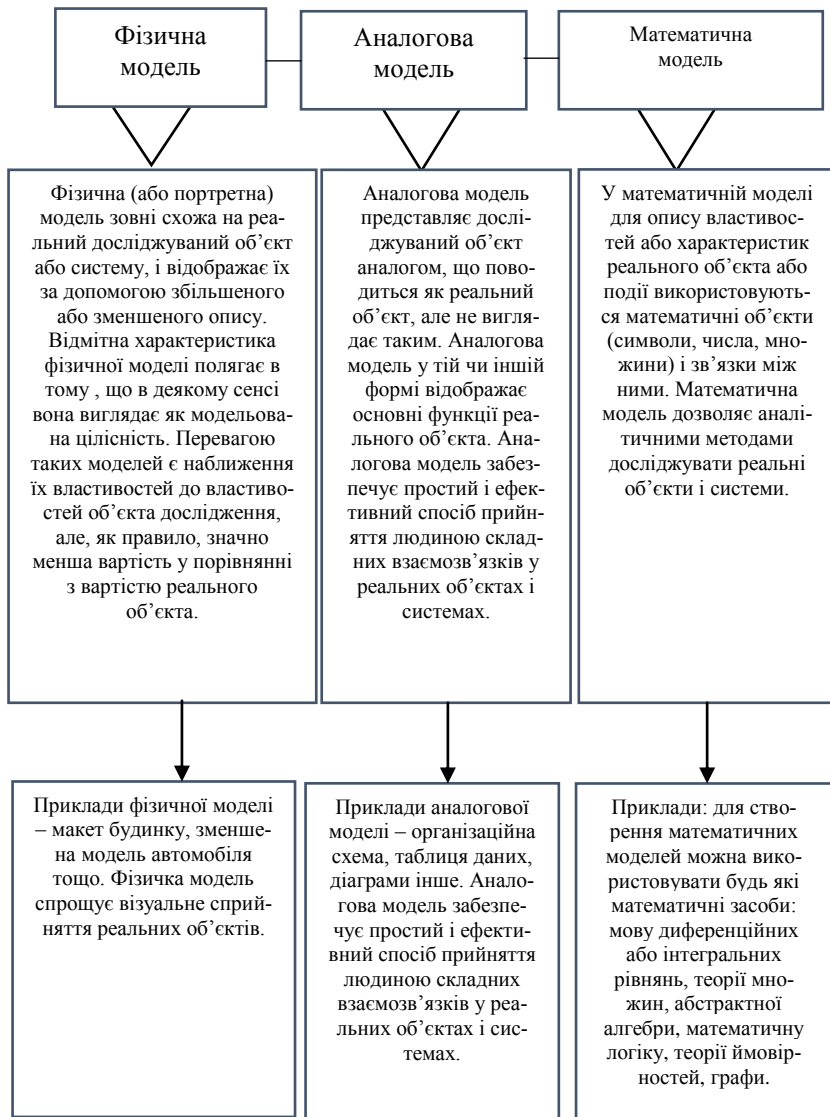 Фізична
модель
Аналогова
модель
Математична
модель
Фізична (або портретна)
модель зовні схожа на реа-
льний досліджуваний об’єкт
або систему, і відображає їх
за допомогою збільшеного
або зменшеного опису.
Відмітна характеристика
фізичної моделі полягає в
тому , що в деякому сенсі
вона виглядає як модельова-
на цілісність. Перевагою
таких моделей є наближення
їх властивостей до властиво-
стей об’єкта дослідження,
але, як правило, значно
менша вартість у порівнянні
з вартістю реального
об’єкта.
Аналогова модель
представляє дослі-
джуваний об’єкт
аналогом, що пово-
диться як реальний
об’єкт, але не вигля-
дає таким. Аналогова
модель у тій чи іншій
формі відображає
основні функції реа-
льного об’єкта. Ана-
логова модель забез-
печує простий і ефек-
тивний спосіб прийн-
яття людиною склад-
них взаємозв’язків у
реальних об’єктах і
системах.
У математичній моделі
для опису властивос-
тей або характеристик
реального об’єкта або
події використовують-
ся математичні об’єкти
(символи, числа, мно-
жини) і зв’язки між
ними. Математична
модель дозволяє аналі-
тичними методами
досліджувати реальні
об’єкти і системи.
Приклади фізичної моделі
– макет будинку, зменше-
на модель автомобіля
тощо. Фізичка модель
спрощує візуальне сприй-
няття реальних об’єктів.
Приклади аналогової
моделі – організаційна
схема, таблиця даних,
діаграми інше. Анало-
гова модель забезпе-
чує простий і ефекти-
вний спосіб прийняття
людиною складних
взаємозв’язків у реа-
льних об’єктах і сис-
темах.
Приклади: для ство-
рення математичних
моделей можна вико-
ристовувати будь які
математичні засоби:
мову диференційних
або інтегральних
рівнянь, теорії мно-
жин, абстрактної
алгебри, математичну
логіку, теорії ймовір-
ностей, графи.